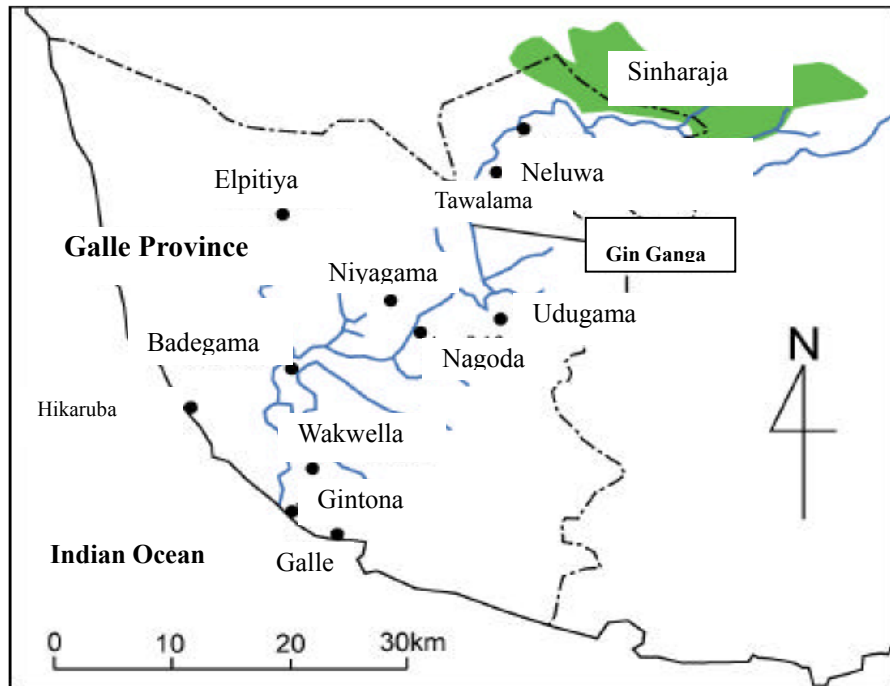 Sinharaja
Neluwa
Elpitiya
Tawalama
Galle Province
Gin Ganga
Niyagama
Udugama
Badegama
Nagoda
N
Hikaruba
Wakwella
Gintona
Indian Ocean
Galle
0 20 30km